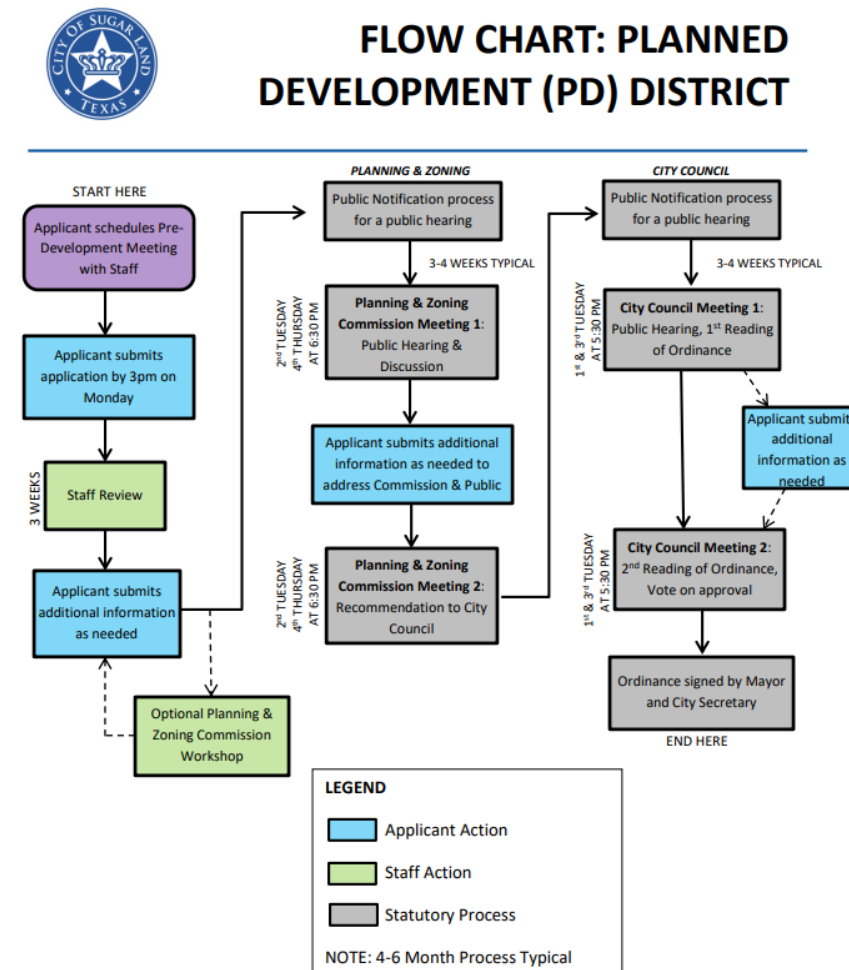 CITY OF SUGAR LAND
TEXAS
FLOW CHART: PLANNED
DEVELOPMENT (PD) DISTRICT
START HERE
Applicant schedules Pre-
Development Meeting
with Staff
Applicant submits
application by 3pm on
Monday
3 WEEKS
Staff Review
Applicant submits
additional information
as needed
Optional Planning &
Zoning Commission
Workshop
PLANNING & ZONING
Public Notification process
for a public hearing
3-4 WEEKS TYPICAL
2nd TUESDAY
4th THURSDAY
AT 6:30 PM
Planning & Zoning
Commission Meeting 1:
Public Hearing &
Discussion
Applicant submits additional
information as needed to
address Commission & Public
2nd TUESDAY
4th THURSDAY
AT 6:30 PM
Planning & Zoning
Commission Meeting 2:
Recommendation to City
Council
CITY COUNCIL
Public Notification process
for a public hearing
3-4 WEEKS TYPICAL
1st & 3rd TUESDAY
AT 5:30 PM
City Council Meeting 1:
Public Hearing, 1st Reading
of Ordinance
Applicant submit
additional
information as
needed
1st & 3rd TUESDAY
AT 5:30 PM
City Council Meeting 2:
2nd Reading of Ordinance,
Vote on approval
Ordinance signed by Mayor
and City Secretary
END HERE
LEGEND
Applicant Action
Staff Action
Statutory Process
NOTE: 4-6 Month Process Typical